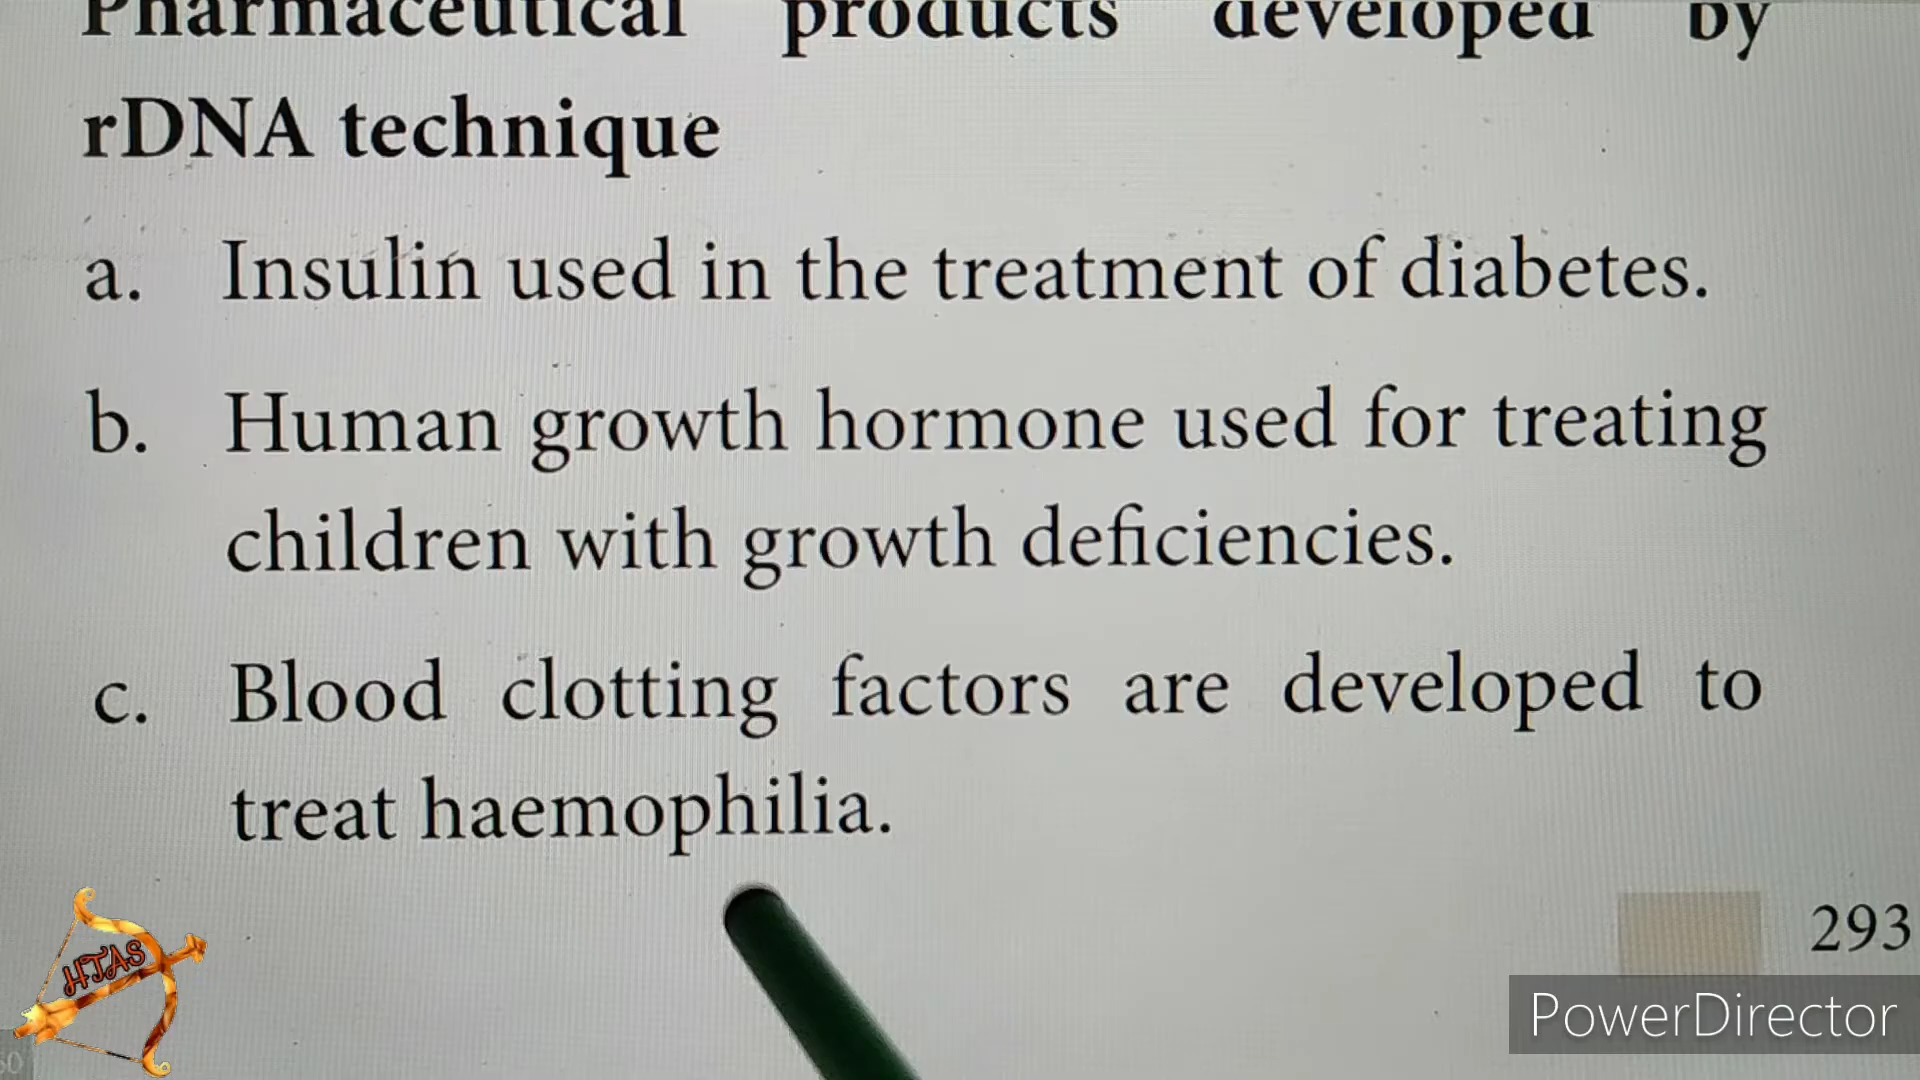 Pharmaceutical products developed by
rDNA technique
a. Insulin used in the treatment of diabetes.
b. Human growth hormone used for treating
children with growth deficiencies.
c. Blood clotting factors are developed to
treat haemophilia.
293
HTAS
PowerDirector